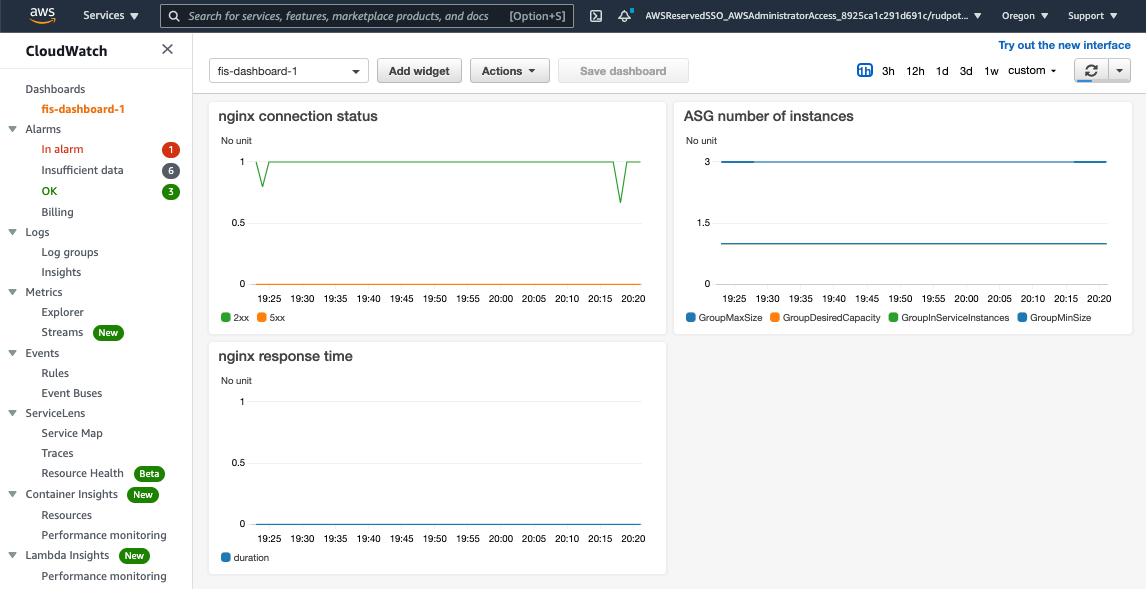 aws
Services
Search for services, features, marketplace products, and docs [Option+S]
AWSReservedSSO_AWSAdministratorAccess_8925ca1c291d691c/rudpot...
Oregon
Support
CloudWatch
Dashboards
fis-dashboard-1
Alarms
In alarm 1
Insufficient data 6
OK 3
Billing
Logs
Log groups
Insights
Metrics
Explorer
Streams New
Events
Rules
Event Buses
ServiceLens
Service Map
Traces
Resource Health Beta
Container Insights New
Resources
Performance monitoring
Lambda Insights New
Performance monitoring
Try out the new interface
fis-dashboard-1
Add widget
Actions
Save dashboard
1h 3h 12h 1d 3d 1w custom
nginx connection status
No unit
1
0.5
0
19:25 19:30 19:35 19:40 19:45 19:50 19:55 20:00 20:05 20:10 20:15 20:20
2xx 5xx
ASG number of instances
No unit
3
1.5
0
19:25 19:30 19:35 19:40 19:45 19:50 19:55 20:00 20:05 20:10 20:15 20:20
GroupMaxSize GroupDesiredCapacity GroupInServiceInstances GroupMinSize
nginx response time
No unit
1
0.5
0
19:25 19:30 19:35 19:40 19:45 19:50 19:55 20:00 20:05 20:10 20:15 20:20
duration